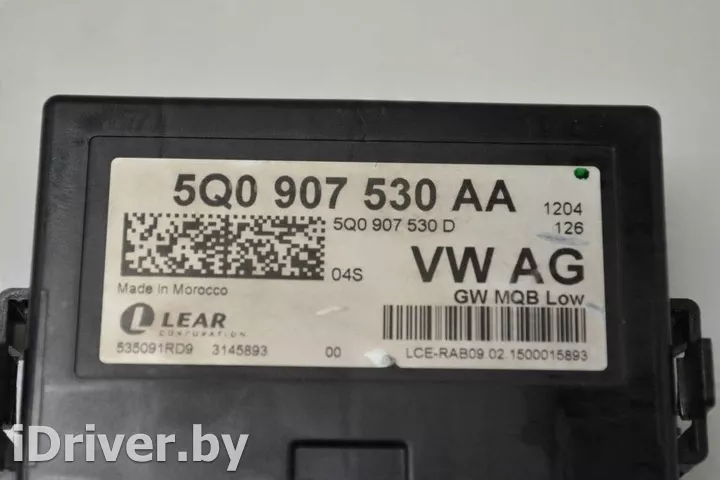 5Q0 907 530 AA 1204
5Q0 907 530 D 126
04S VW AG
Made in Morocco GW MQB Low
LEAR
CORPORATION
535091RD9 3145893 00 LCE-RAB09 02.1500015893
iDriver.by